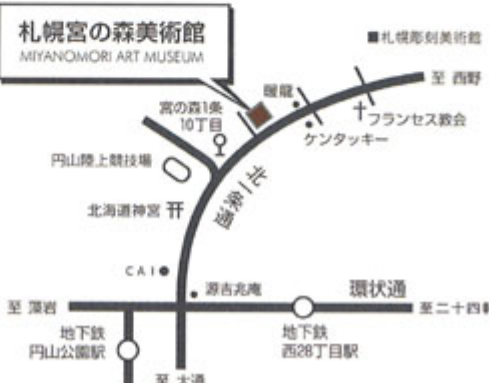 札幌宮の森美術館
MIYANOMORI ART MUSEUM
■札幌彫刻美術館
至 西野
暖龍
宮の森1条
10丁目
フランセス教会
ケンタッキー
円山陸上競技場
北一条通
北海道神宮
CAI
源吉兆庵
環状通
至 藻岩
至 二十四軒
地下鉄
円山公園駅
地下鉄
西28丁目駅
至 大通